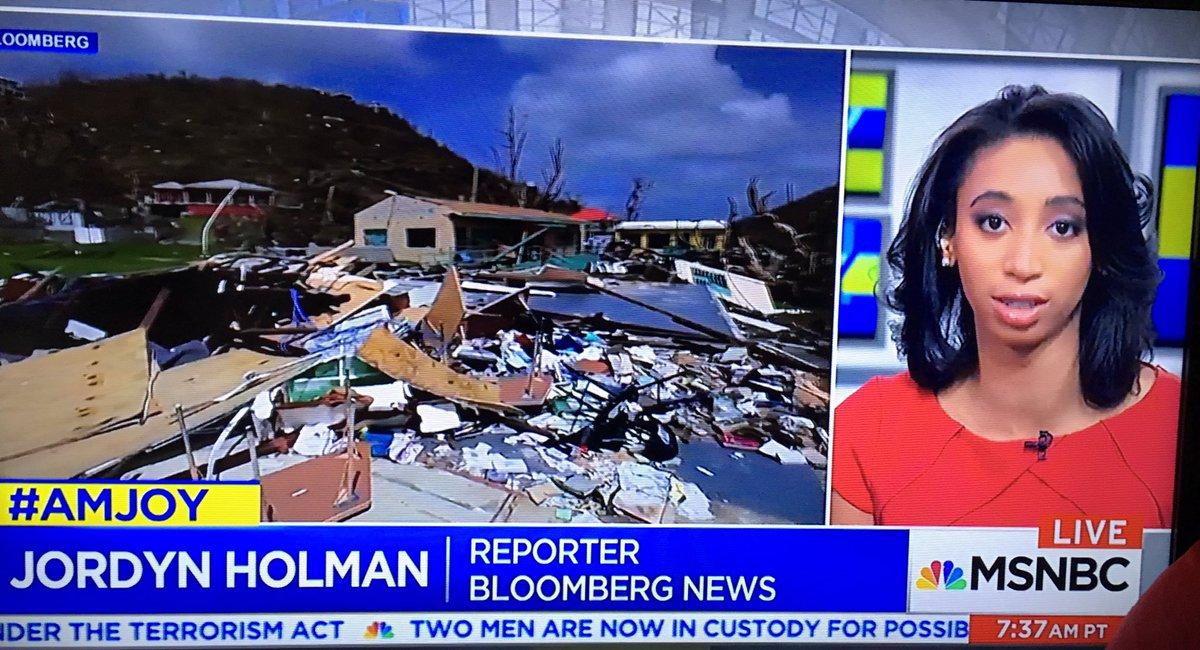 LOOMBERG
#AMJOY
JORDYN HOLMAN
REPORTER
BLOOMBERG NEWS
LIVE
MSNBC
NDER THE TERRORISM ACT TWO MEN ARE NOW IN CUSTODY FOR POSSIB
7:37 AM PT